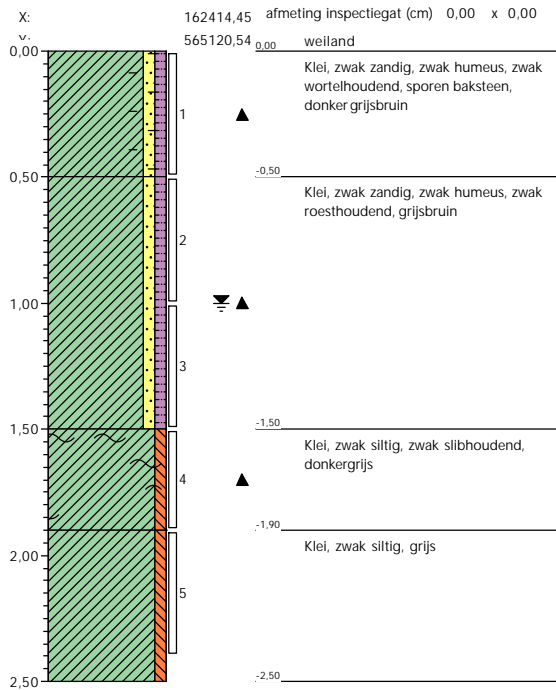 X: 162414,45 afmeting inspectiegat (cm) 0,00 x 0,00
565120,54
0,00 0,00 weiland
Klei, zwak zandig, zwak humeus, zwak
wortelhoudend, sporen baksteen,
donkergrijsbruin
1
0,50 -0,50
Klei, zwak zandig, zwak humeus, zwak
roesthoudend, grijsbruin
2
1,00
3
1,50 -1,50
Klei, zwak siltig, zwak slibhoudend,
donkergrijs
4
-1,90
Klei, zwak siltig, grijs
2,00
5
2,50 -2,50